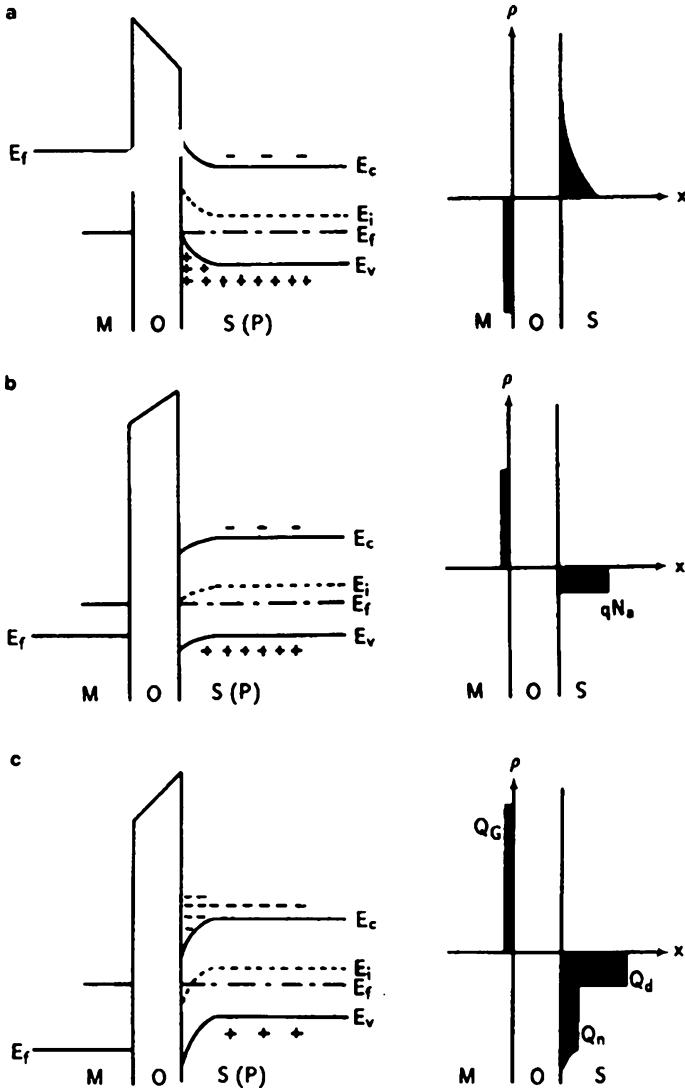 a
ρ
E_f
E_c
E_i
E_f
E_v
x
M O S (P)
M O S
b
ρ
E_c
E_i
E_f
E_f
E_v
x
qN_a
M O S (P)
M O S
c
ρ
Q_G
E_c
E_i
E_f
E_v
E_f
x
Q_d
Q_n
M O S (P)
M O S